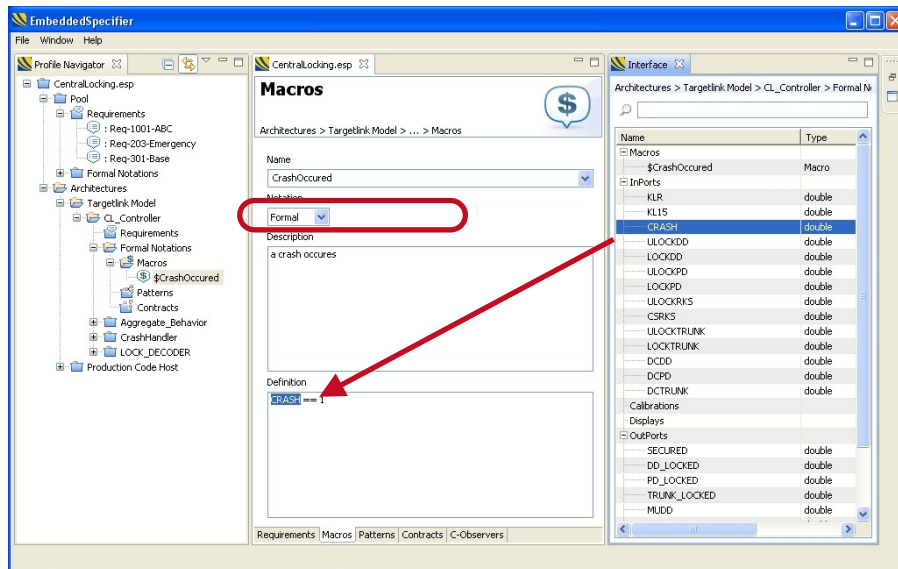 EmbeddedSpecifier
File Window Help
Profile Navigator
CentralLocking.esp
Pool
Requirements
: Req-1001-ABC
: Req-203-Emergency
: Req-301-Base
Formal Notations
Architectures
Targetlink Model
CL_Controller
Requirements
Formal Notations
Macros
$CrashOccured
Patterns
Contracts
Aggregate_Behavior
CrashHandler
LOCK_DECODER
Production Code Host
CentralLocking.esp
Macros
$
Architectures > Targetlink Model > ... > Macros
Name
CrashOccured
Notation
Formal
Description
a crash occures
Definition
CRASH == 1
Requirements Macros Patterns Contracts C-Observers
Interface
Architectures > Targetlink Model > CL_Controller > Formal No
Name Type
Macros
$CrashOccured Macro
InPorts
KLR double
KL15 double
CRASH double
ULOCKDD double
LOCKDD double
ULOCKPD double
LOCKPD double
ULOCKRKS double
CSRKS double
ULOCKTRUNK double
LOCKTRUNK double
DCDD double
DCPD double
DCTRUNK double
Calibrations
Displays
OutPorts
SECURED double
DD_LOCKED double
PD_LOCKED double
TRUNK_LOCKED double
MUDD double